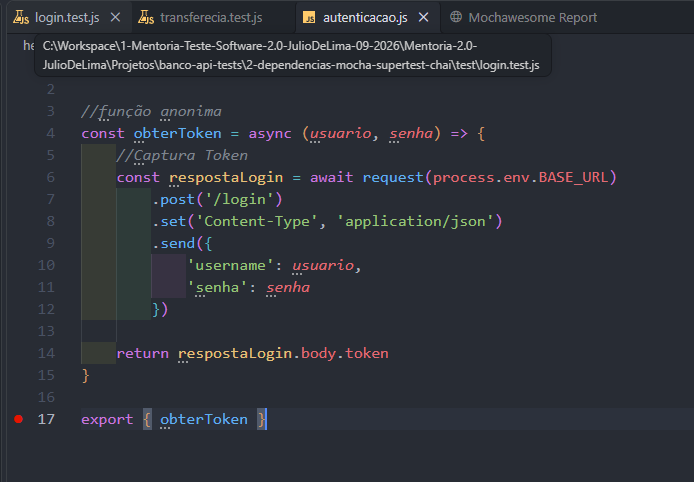 login.test.js
transferecia.test.js
JS autenticacao.js
Mochawesome Report
he
C:\Workspace\1-Mentoria-Teste-Software-2.0-JulioDeLima-09-2026\Mentoria-2.0-
JulioDeLima\Projetos\banco-api-tests\2-dependencias-mocha-supertest-chai\test\login.test.js
2
3 //função anonima
4 const obterToken = async (usuario, senha) => {
5 //Captura Token
6 const respostaLogin = await request(process.env.BASE_URL)
7 .post('/login')
8 .set('Content-Type', 'application/json')
9 .send({
10 'username': usuario,
11 'senha': senha
12 })
13
14 return respostaLogin.body.token
15 }
16
17 export { obterToken }